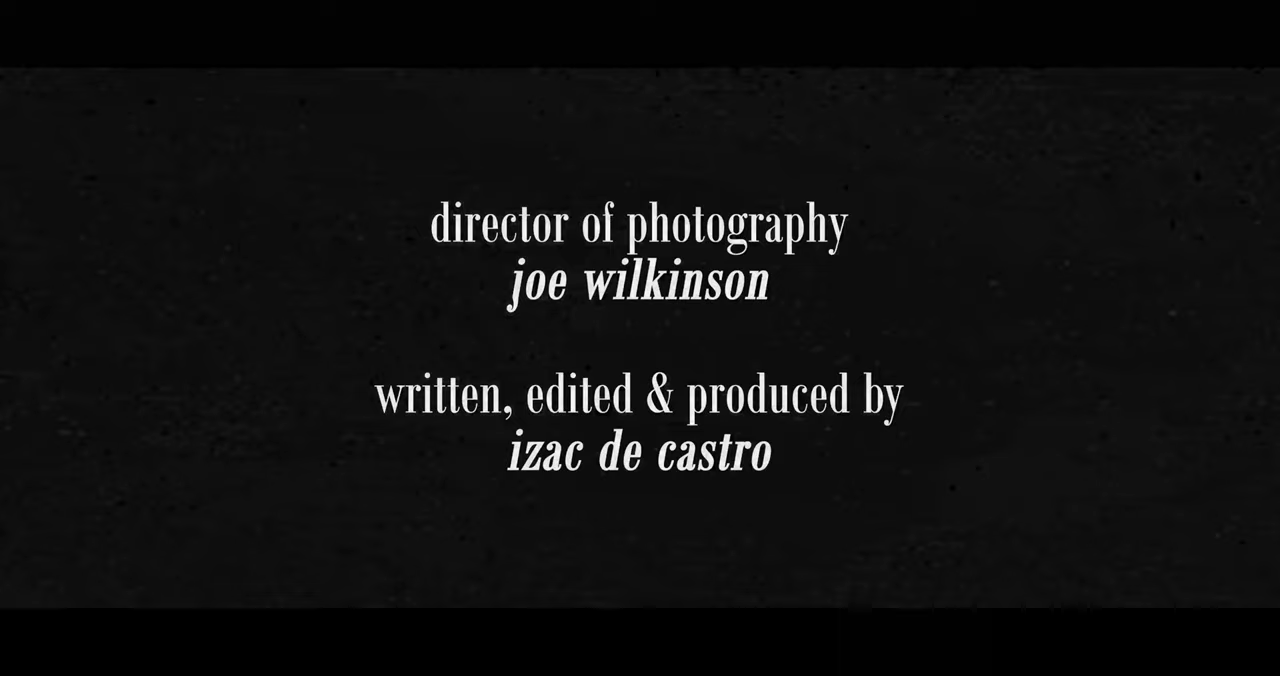 director of photography
joe wilkinson
written, edited & produced by
izac de castro